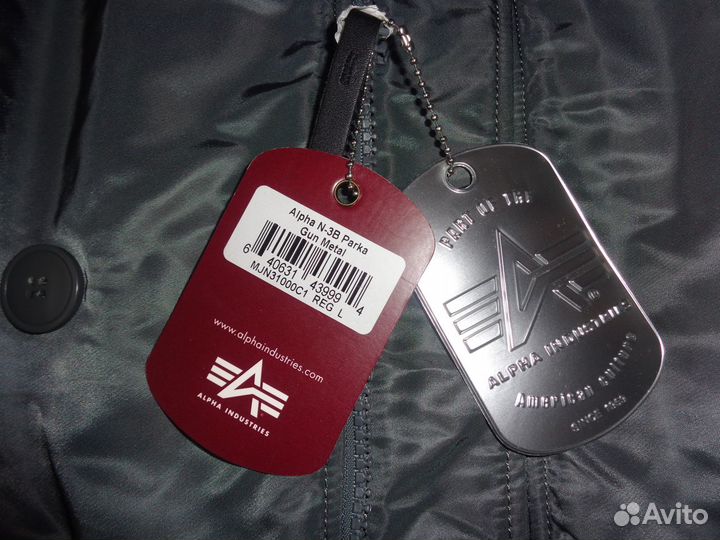 Alpha N-3B Parka
Gun Metal
6 40631 43999 4
MJN31000C1 REG L
www.alphaindustries.com
ALPHA INDUSTRIES
PART OF THE
®
ALPHA INDUSTRIES
American culture
SINCE 1959
Avito